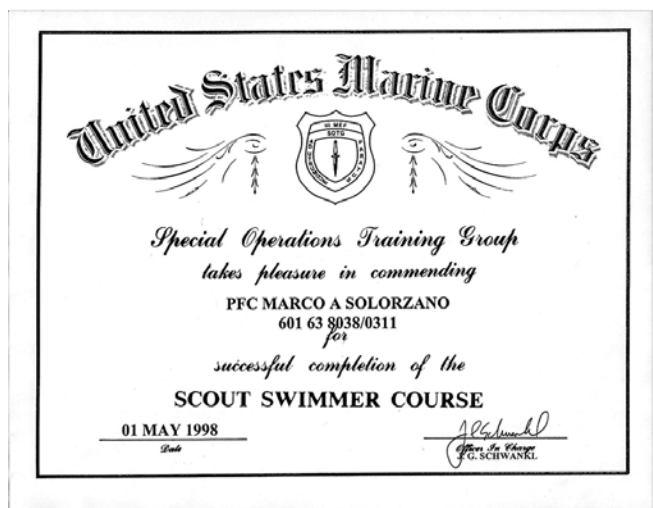 United States Marine Corps
III MEF
SOTG
Special Operations Training Group
takes pleasure in commending
PFC MARCO A SOLORZANO
601 63 8038/0311
for
successful completion of the
SCOUT SWIMMER COURSE
01 MAY 1998
Date
Officer In Charge
J. G. SCHWANKL